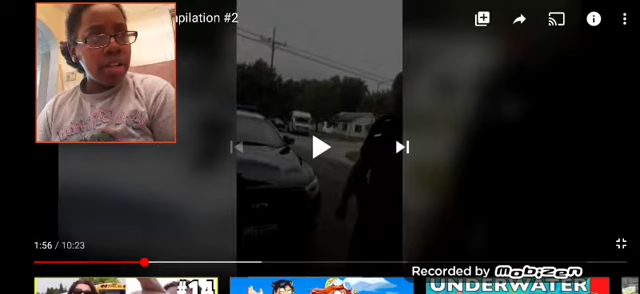 pilation #2
1:56 / 10:23
Recorded by mobizen
#14
UNDERWATER